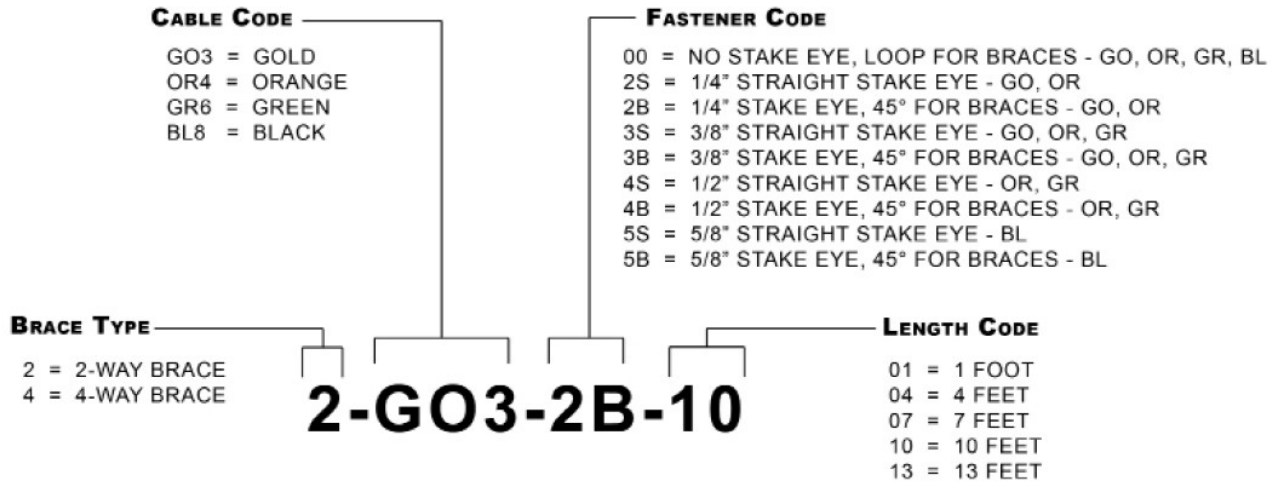 CABLE CODE
GO3 = GOLD
OR4 = ORANGE
GR6 = GREEN
BL8 = BLACK
FASTENER CODE
00 = NO STAKE EYE, LOOP FOR BRACES - GO, OR, GR, BL
2S = 1/4" STRAIGHT STAKE EYE - GO, OR
2B = 1/4" STAKE EYE, 45° FOR BRACES - GO, OR
3S = 3/8" STRAIGHT STAKE EYE - GO, OR, GR
3B = 3/8" STAKE EYE, 45° FOR BRACES - GO, OR, GR
4S = 1/2" STRAIGHT STAKE EYE - OR, GR
4B = 1/2" STAKE EYE, 45° FOR BRACES - OR, GR
5S = 5/8" STRAIGHT STAKE EYE - BL
5B = 5/8" STAKE EYE, 45° FOR BRACES - BL
BRACE TYPE
2 = 2-WAY BRACE
4 = 4-WAY BRACE
2-GO3-2B-10
LENGTH CODE
01 = 1 FOOT
04 = 4 FEET
07 = 7 FEET
10 = 10 FEET
13 = 13 FEET